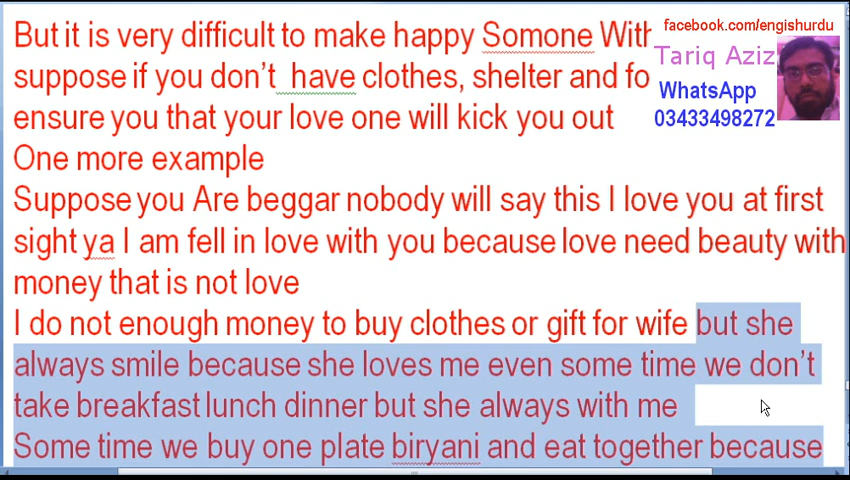 But it is very difficult to make happy Somone With
suppose if you don't have clothes, shelter and fo
ensure you that your love one will kick you out
One more example
Suppose you Are beggar nobody will say this I love you at first
sight ya I am fell in love with you because love need beauty with
money that is not love
I do not enough money to buy clothes or gift for wife but she
always smile because she loves me even some time we don't
take breakfast lunch dinner but she always with me
Some time we buy one plate biryani and eat together because
facebook.com/engishurdu
Tariq Aziz
WhatsApp
03433498272